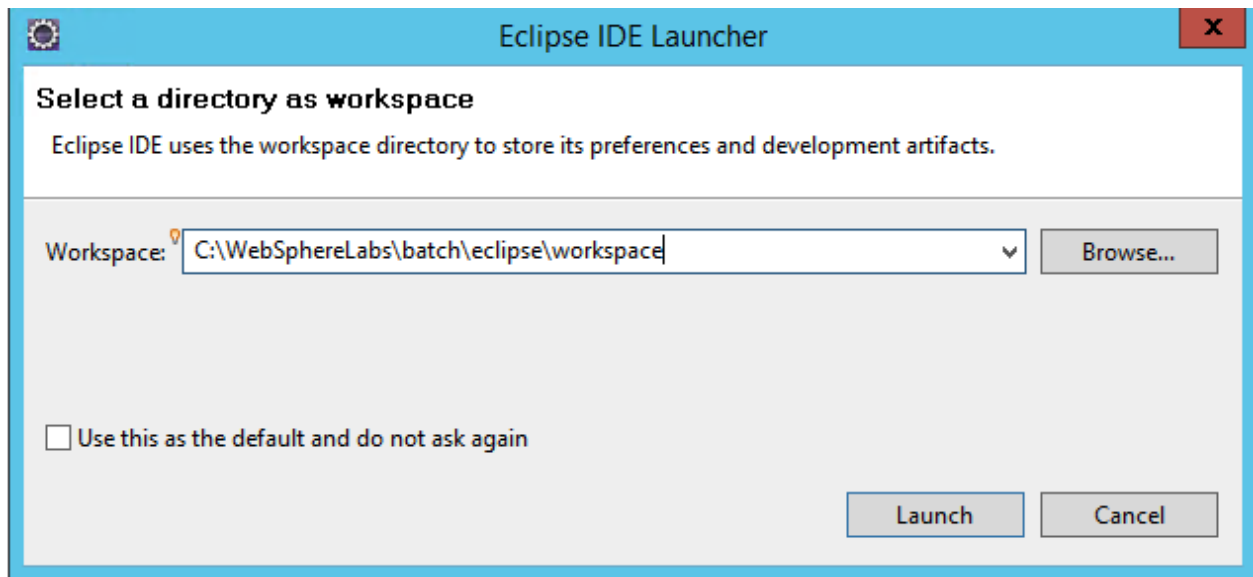 Eclipse IDE Launcher
x
Select a directory as workspace
Eclipse IDE uses the workspace directory to store its preferences and development artifacts.
Workspace: C:\WebSphereLabs\batch\eclipse\workspace Browse...
Use this as the default and do not ask again
Launch Cancel